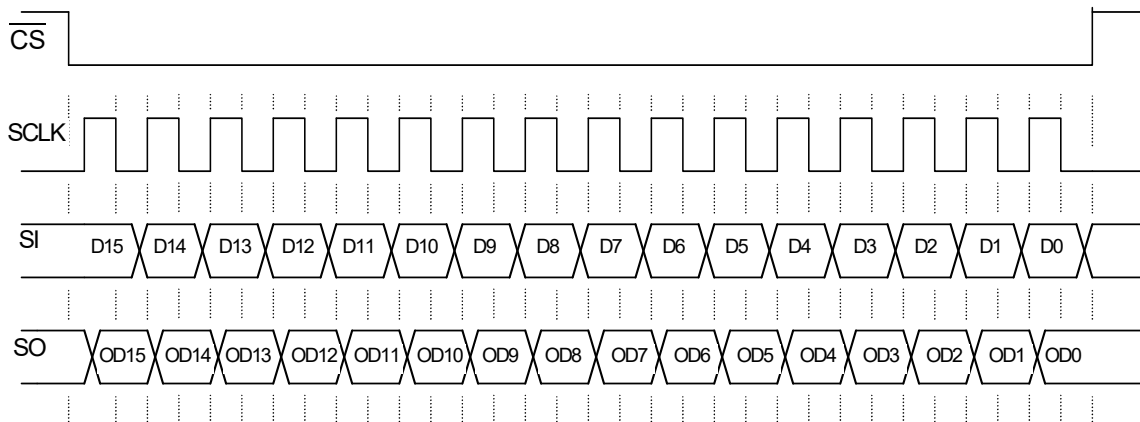 CS
SCLK
SI D15 D14 D13 D12 D11 D10 D9 D8 D7 D6 D5 D4 D3 D2 D1 D0
SO OD15 OD14 OD13 OD12 OD11 OD10 OD9 OD8 OD7 OD6 OD5 OD4 OD3 OD2 OD1 OD0